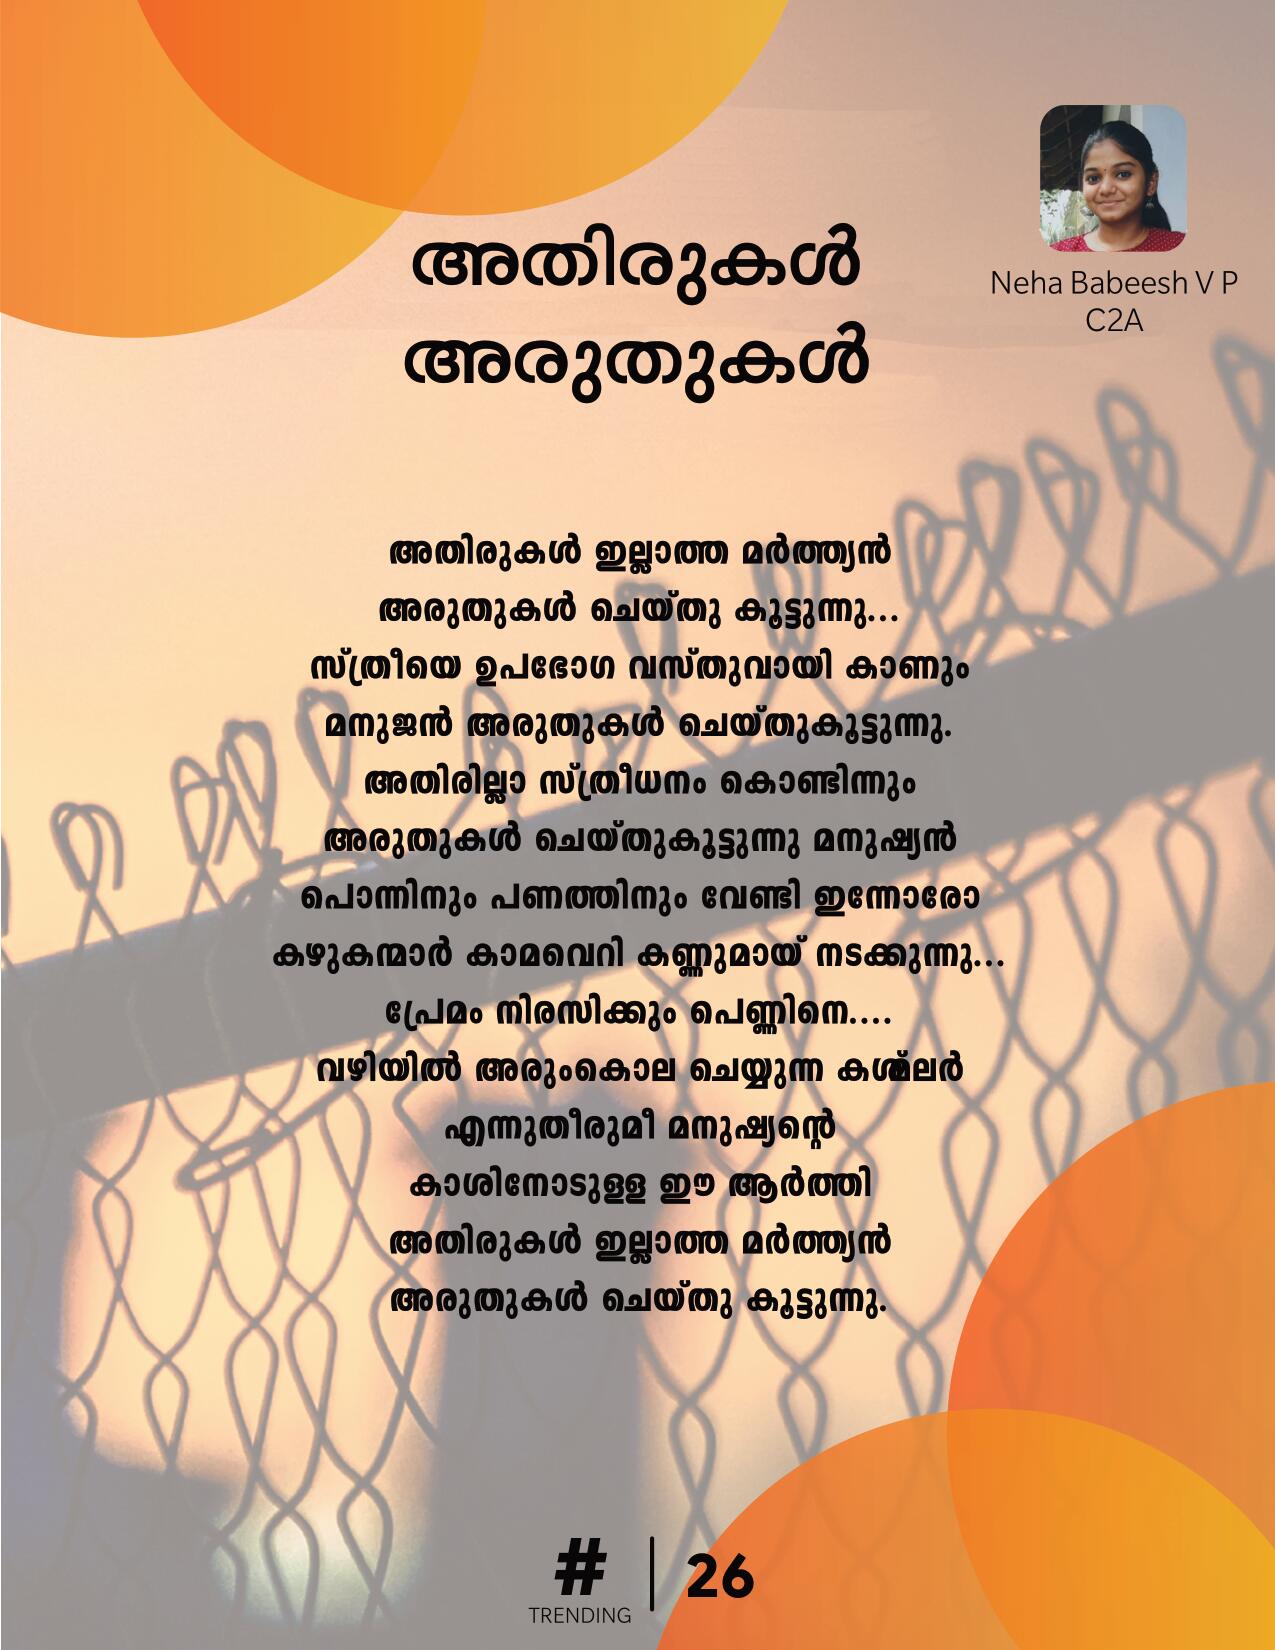 അതിരുകൾ
അരുതുകൾ
Neha Babeesh V P
C2A
അതിരുകൾ ഇല്ലാത്ത മർത്ത്യൻ
അരുതുകൾ ചെയ്തു കൂട്ടുന്നു...
സ്ത്രീയെ ഉപഭോഗ വസ്തുവായി കാണും
മനുജൻ അരുതുകൾ ചെയ്തുകൂട്ടുന്നു.
അതിരില്ലാ സ്ത്രീധനം കൊണ്ടിന്നും
അരുതുകൾ ചെയ്തുകൂട്ടുന്നു മനുഷ്യൻ
പൊന്നിനും പണത്തിനും വേണ്ടി ഇന്നോരോ
കഴുകന്മാർ കാമവെറി കണ്ണുമായ് നടക്കുന്നു...
പ്രേമം നിരസിക്കും പെണ്ണിനെ....
വഴിയിൽ അരുംകൊല ചെയ്യുന്ന കശ്മലർ
എന്നുതീരുമീ മനുഷ്യന്റെ
കാശിനോടുളള ഈ ആർത്തി
അതിരുകൾ ഇല്ലാത്ത മർത്ത്യൻ
അരുതുകൾ ചെയ്തു കൂട്ടുന്നു.
#
TRENDING
26